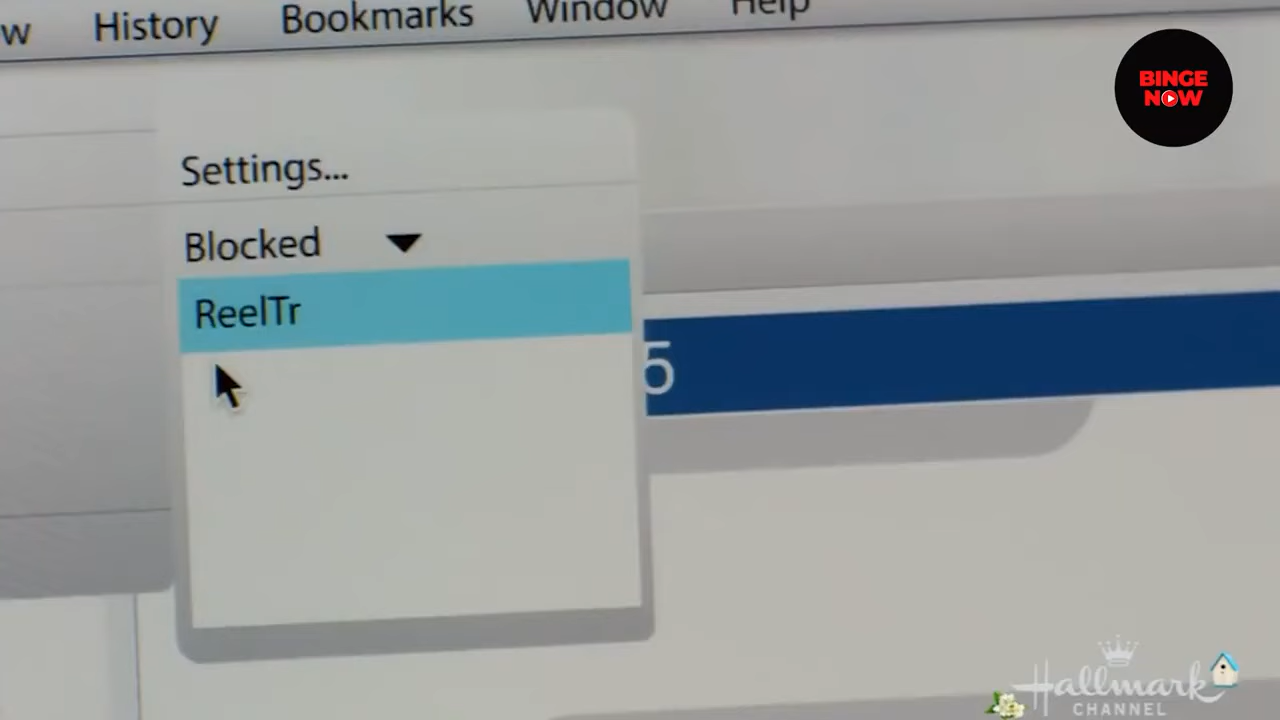 w History Bookmarks Window Help
BINGE
NOW
Settings...
Blocked
ReelTr
5
Hallmark
CHANNEL